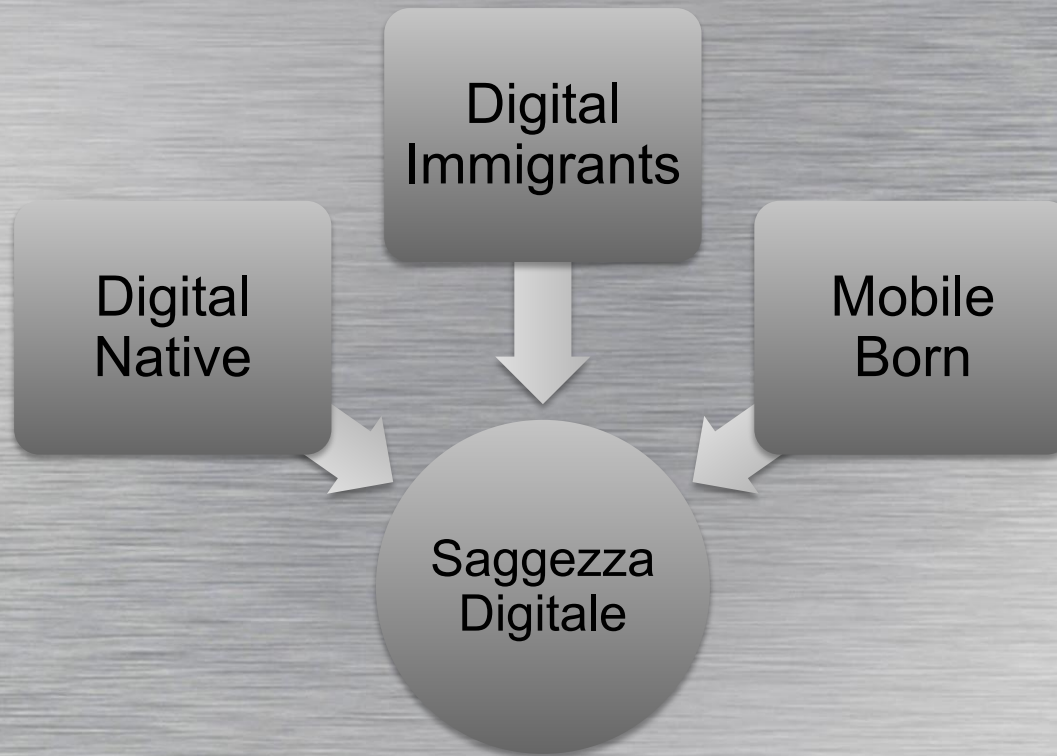 Digital
Immigrants
Digital
Native
Mobile
Born
Saggezza
Digitale